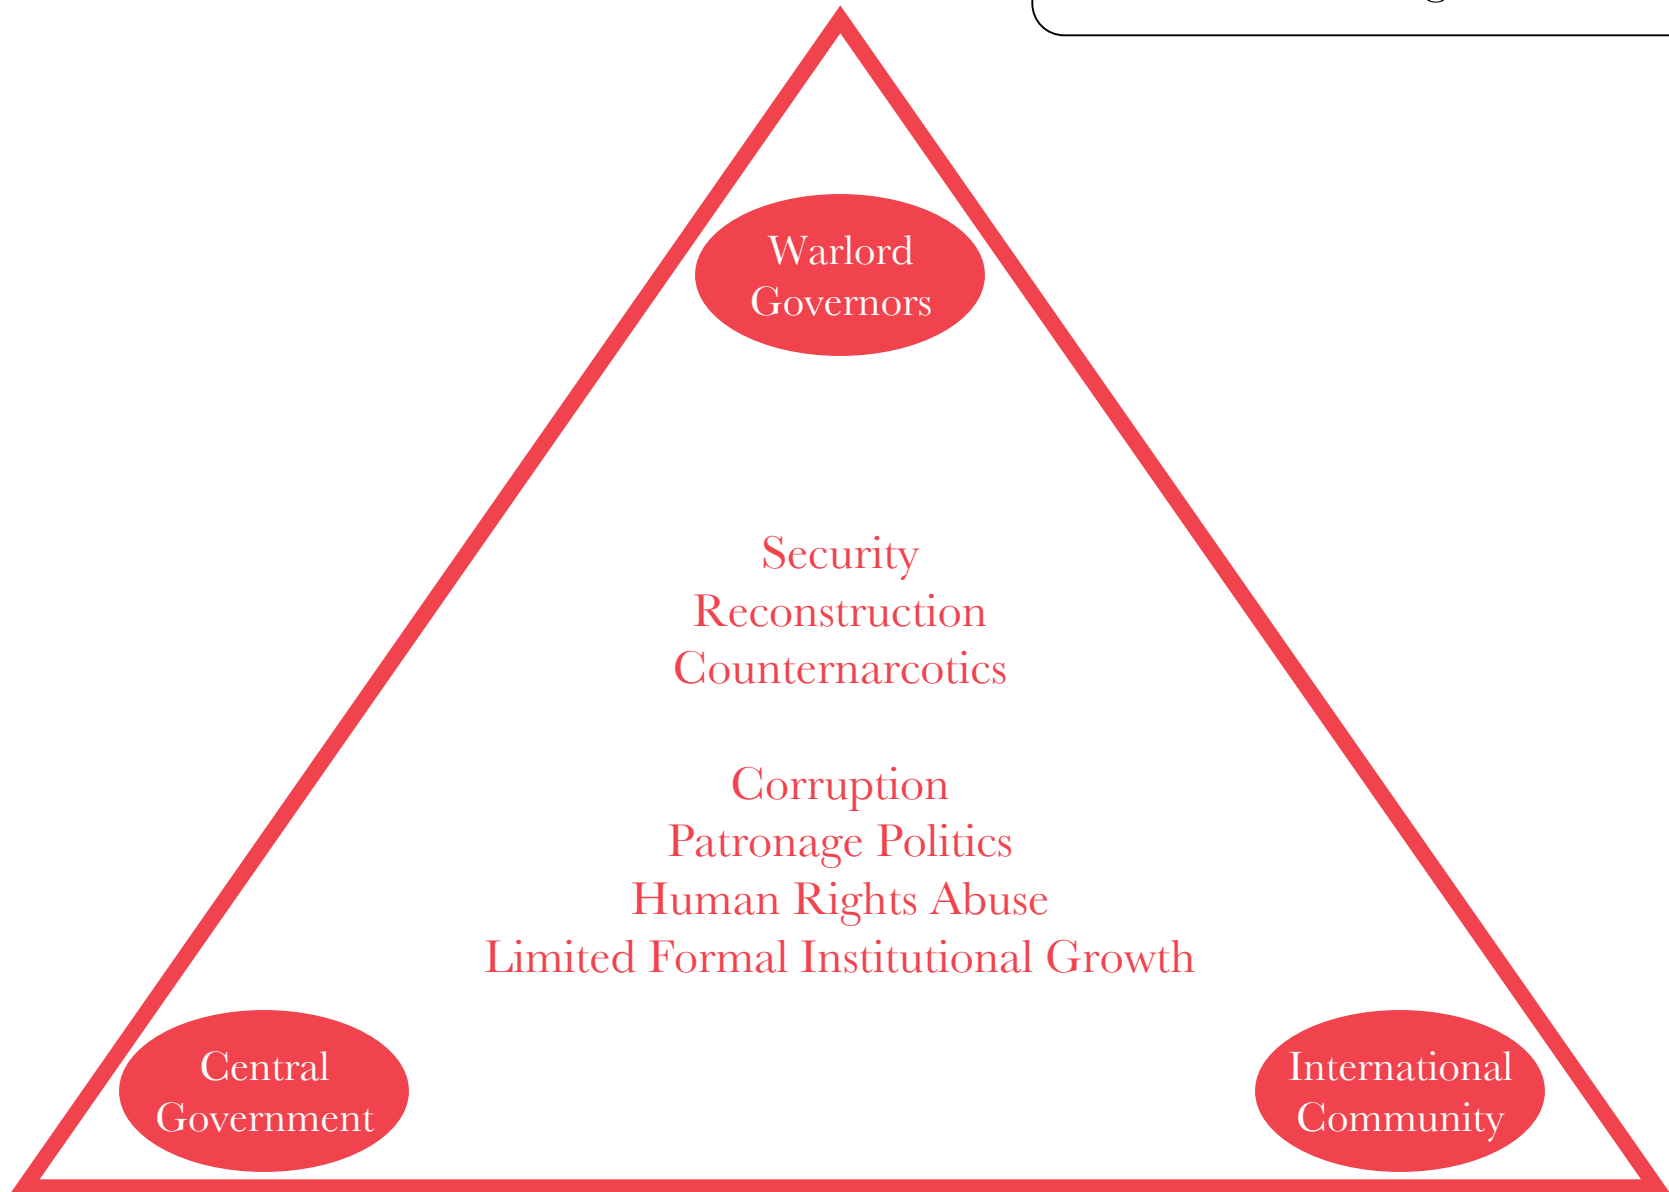 Warlord
Governors
Security
Reconstruction
Counternarcotics
Corruption
Patronage Politics
Human Rights Abuse
Limited Formal Institutional Growth
Central
Government
International
Community